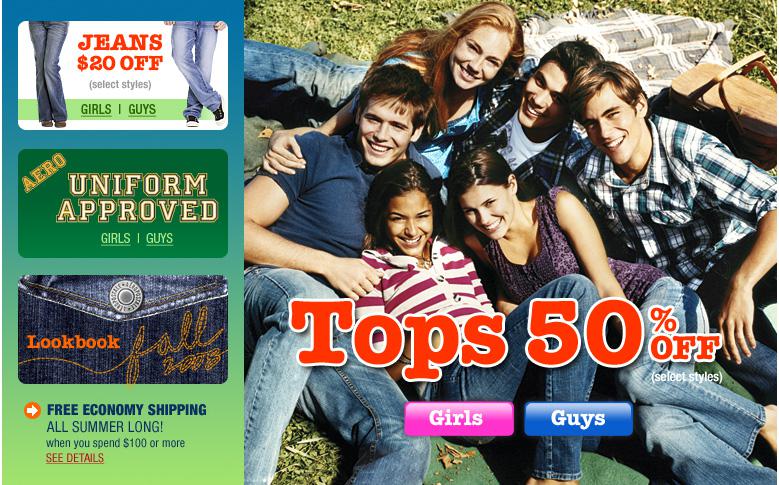 JEANS
$20 OFF
(select styles)
GIRLS | GUYS
AERO
UNIFORM
APPROVED
GIRLS | GUYS
Lookbook
fall
2008
FREE ECONOMY SHIPPING
ALL SUMMER LONG!
when you spend $100 or more
SEE DETAILS
Tops 50% OFF
(select styles)
Girls Guys